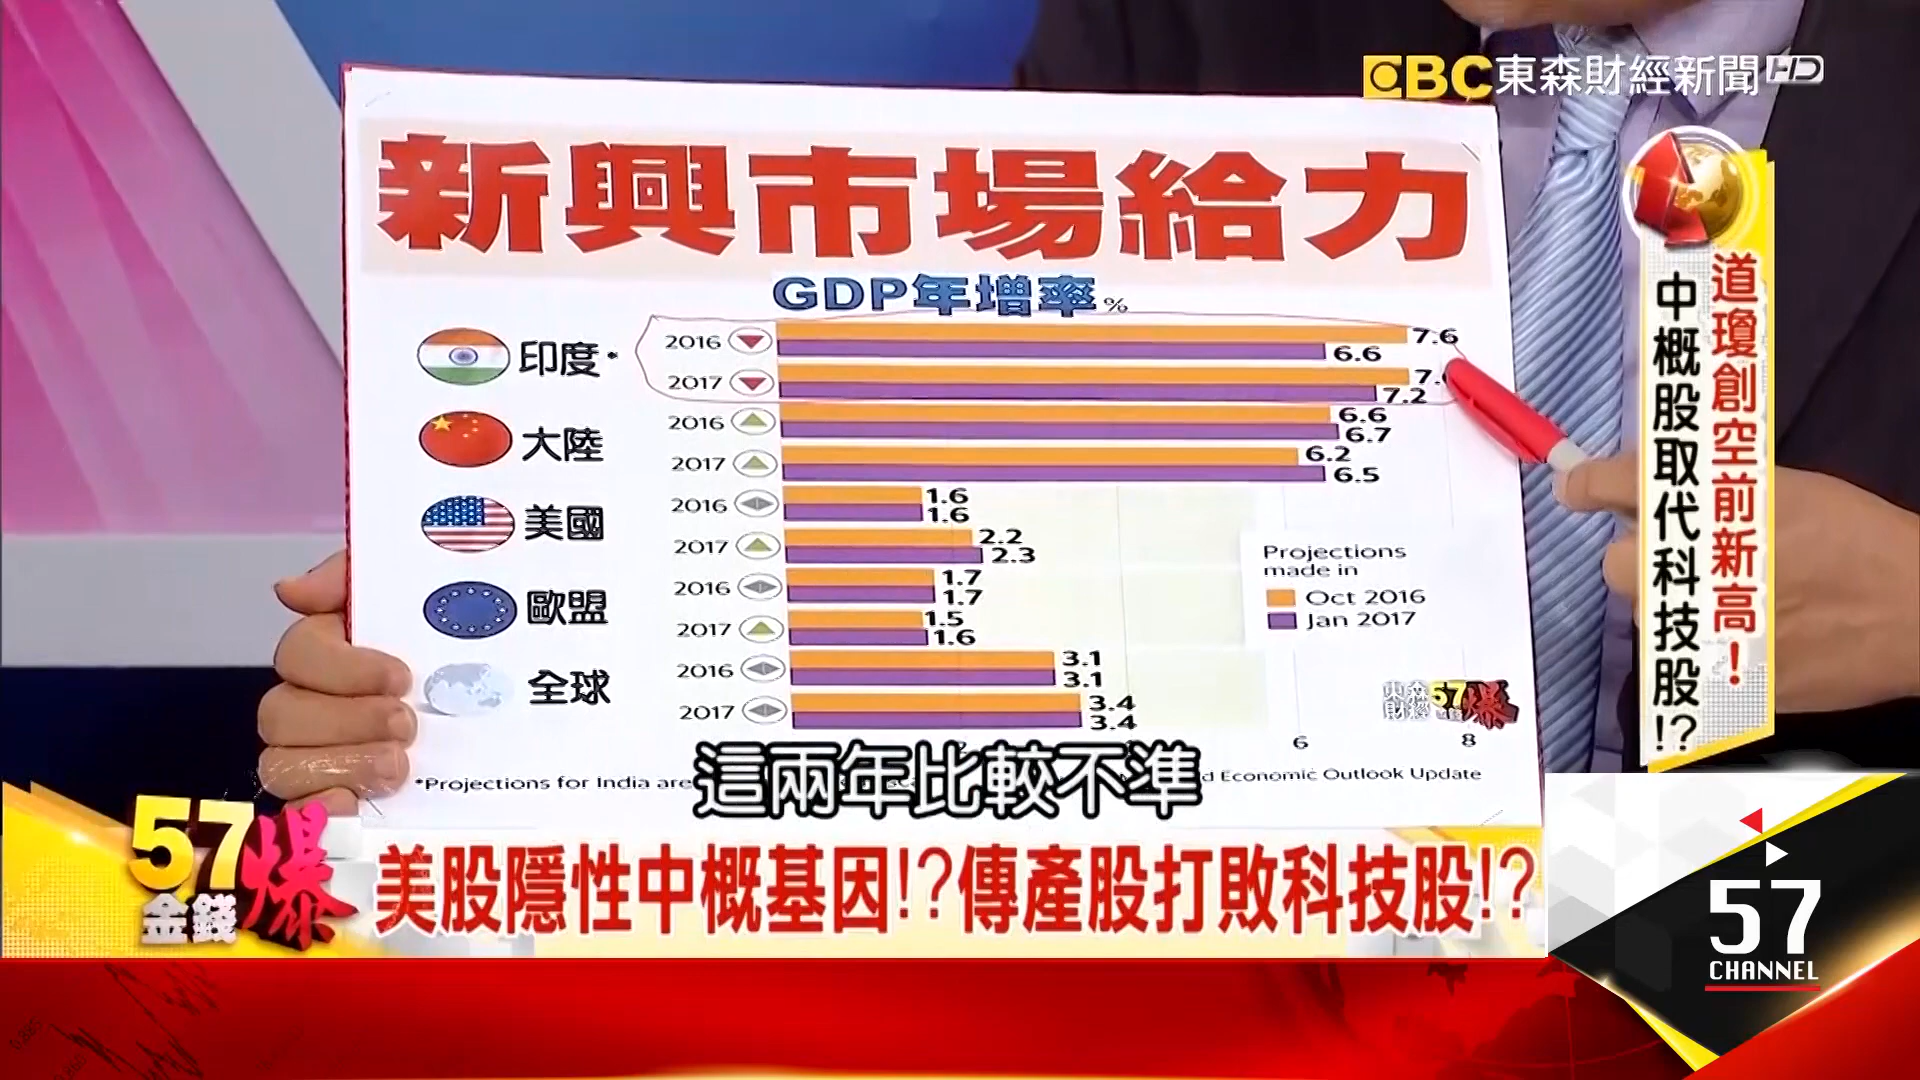 EBC東森財經新聞HD
新興市場給力
GDP年增率%
印度*
2016
7.6
6.6
2017
7.2
大陸
2016
6.6
6.7
2017
6.2
6.5
美國
2016
1.6
1.6
2017
2.2
2.3
歐盟
2016
1.7
1.7
2017
1.5
1.6
全球
2016
3.1
3.1
2017
3.4
3.4
6
8
Projections
made in
Oct 2016
Jan 2017
東森財經57爆
*Projections for India are
Economic Outlook Update
這兩年比較不準
道瓊創空前新高！
中概股取代科技股!?
57金錢爆
美股隱性中概基因!?傳產股打敗科技股!?
57
CHANNEL